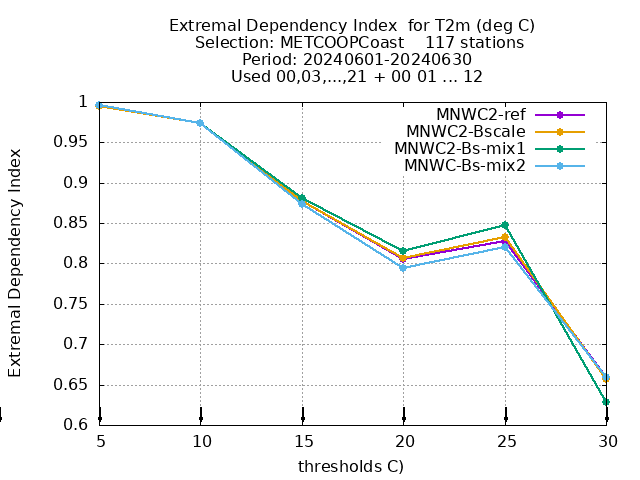 Extremal Dependency Index  for T2m (deg C)
Selection: METCOOPCoast    117 stations
Period: 20240601-20240630
Used 00,03,...,21 + 00 01 ... 12
MNWC2-ref
MNWC2-Bscale
MNWC2-Bs-mix1
MNWC-Bs-mix2
Extremal Dependency Index
1
0.95
0.9
0.85
0.8
0.75
0.7
0.65
0.6
5 10 15 20 25 30
thresholds C)